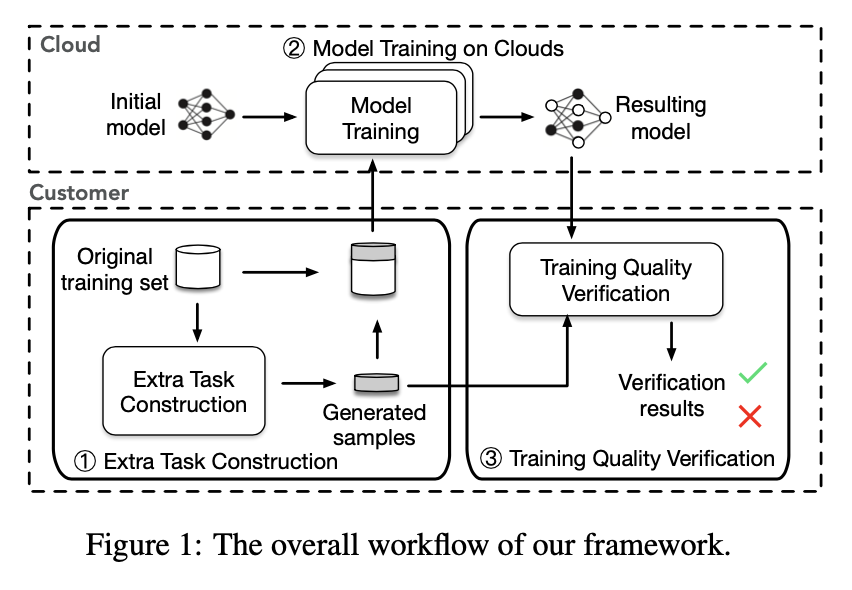 Cloud
② Model Training on Clouds
Initial
model
Model
Training
Resulting
model
Customer
Original
training set
Extra Task
Construction
Generated
samples
① Extra Task Construction
Training Quality
Verification
Verification
results
③ Training Quality Verification
Figure 1: The overall workflow of our framework.